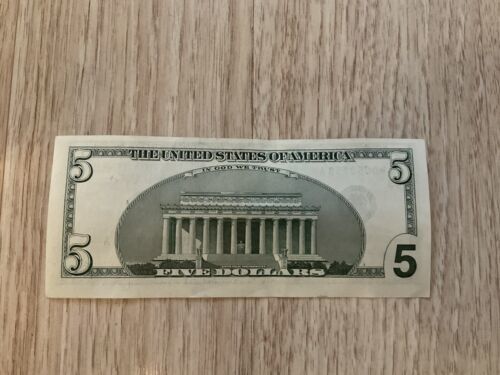 5 THE UNITED STATES OF AMERICA 5
IN GOD WE TRUST
5 FIVE DOLLARS 5